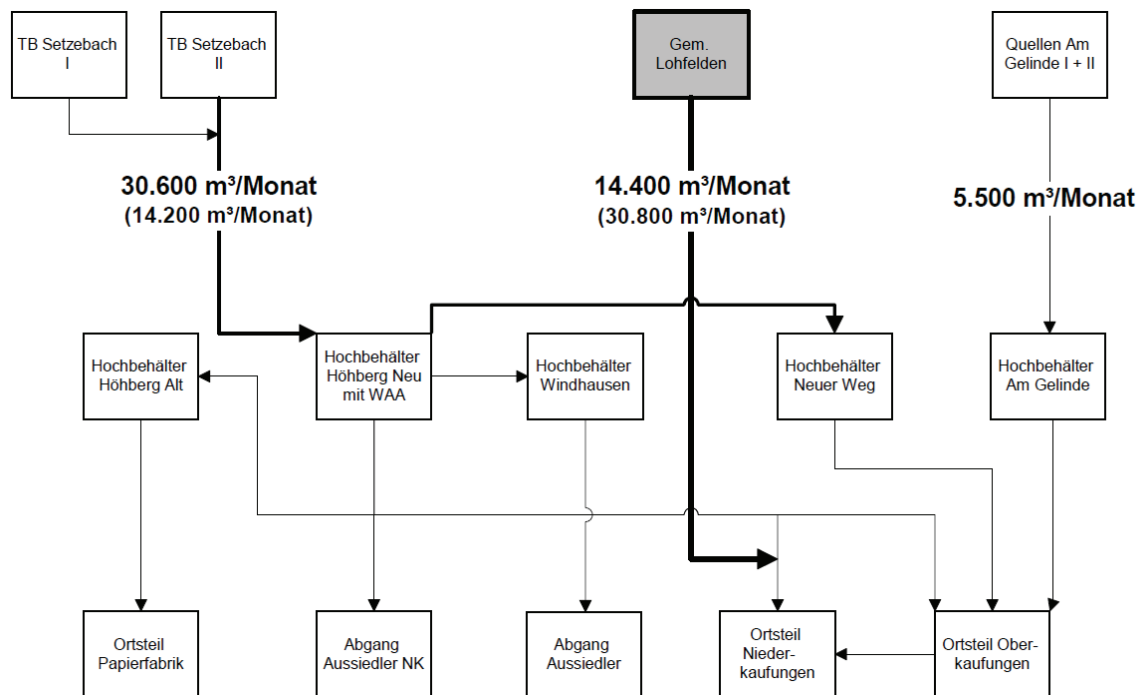 TB Setzebach
I
TB Setzebach
II
Gem.
Lohfelden
Quellen Am
Gelinde I + II
30.600 m³/Monat
(14.200 m³/Monat)
14.400 m³/Monat
(30.800 m³/Monat)
5.500 m³/Monat
Hochbehälter
Höhberg Alt
Hochbehälter
Höhberg Neu
mit WAA
Hochbehälter
Windhausen
Hochbehälter
Neuer Weg
Hochbehälter
Am Gelinde
Ortsteil
Papierfabrik
Abgang
Aussiedler NK
Abgang
Aussiedler
Ortsteil
Nieder-
kaufungen
Ortsteil Ober-
kaufungen